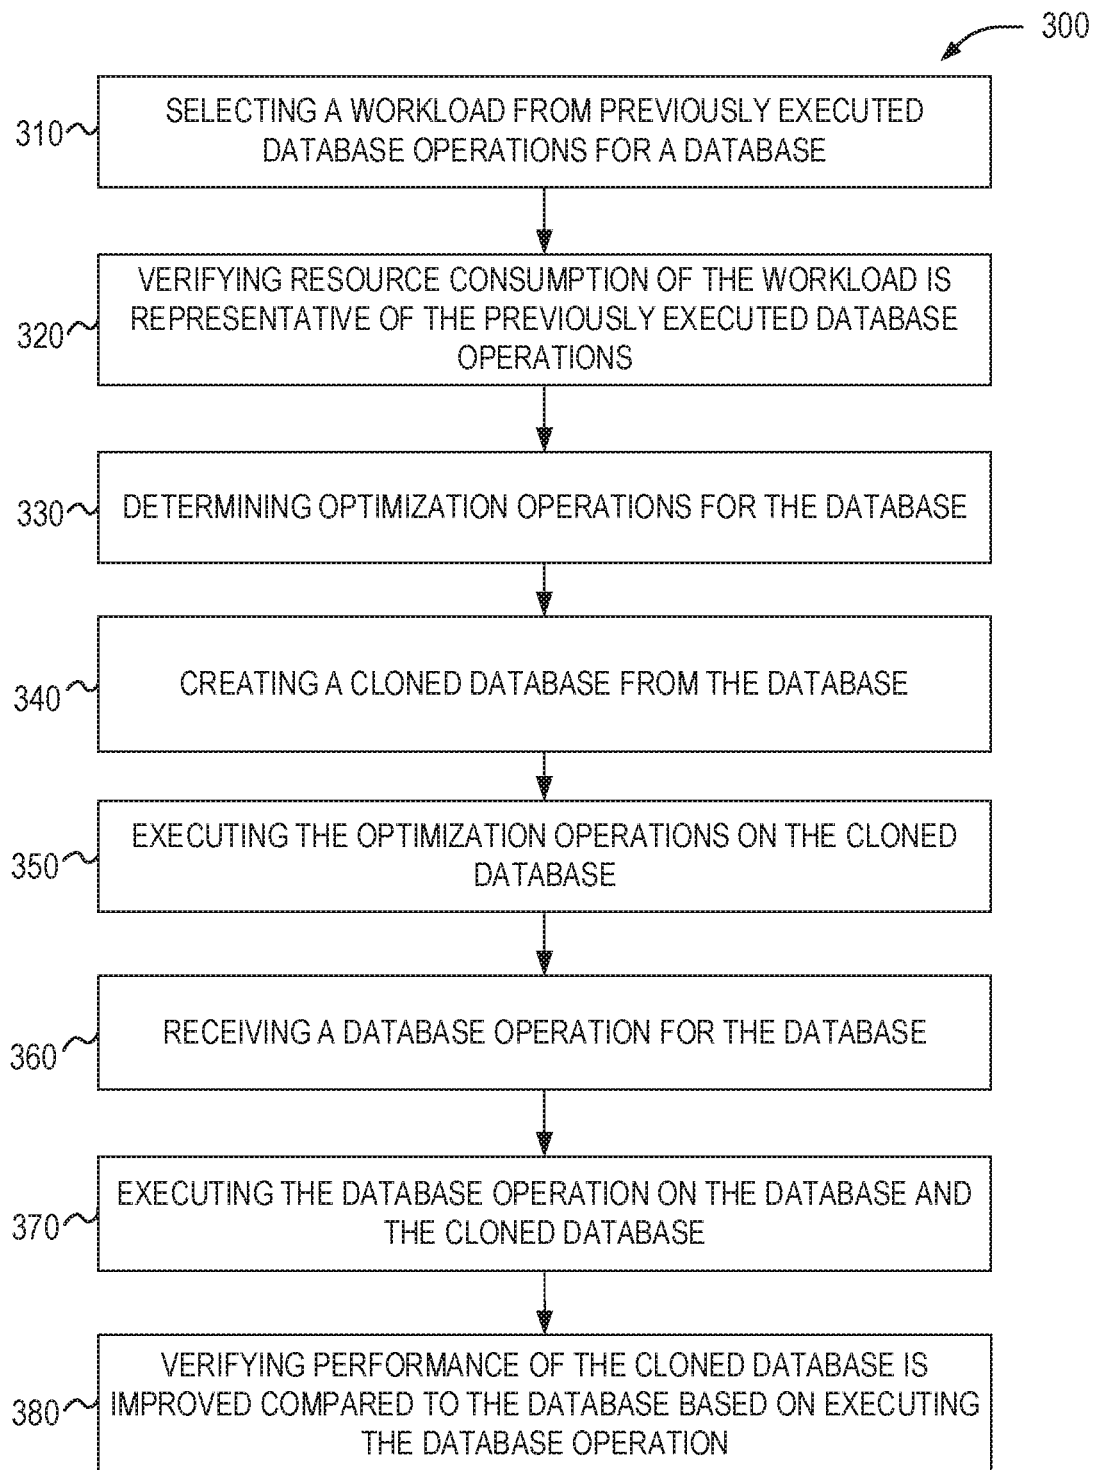 300
310
SELECTING A WORKLOAD FROM PREVIOUSLY EXECUTED
DATABASE OPERATIONS FOR A DATABASE
320
VERIFYING RESOURCE CONSUMPTION OF THE WORKLOAD IS
REPRESENTATIVE OF THE PREVIOUSLY EXECUTED DATABASE
OPERATIONS
330
DETERMINING OPTIMIZATION OPERATIONS FOR THE DATABASE
340
CREATING A CLONED DATABASE FROM THE DATABASE
350
EXECUTING THE OPTIMIZATION OPERATIONS ON THE CLONED
DATABASE
360
RECEIVING A DATABASE OPERATION FOR THE DATABASE
370
EXECUTING THE DATABASE OPERATION ON THE DATABASE AND
THE CLONED DATABASE
380
VERIFYING PERFORMANCE OF THE CLONED DATABASE IS
IMPROVED COMPARED TO THE DATABASE BASED ON EXECUTING
THE DATABASE OPERATION